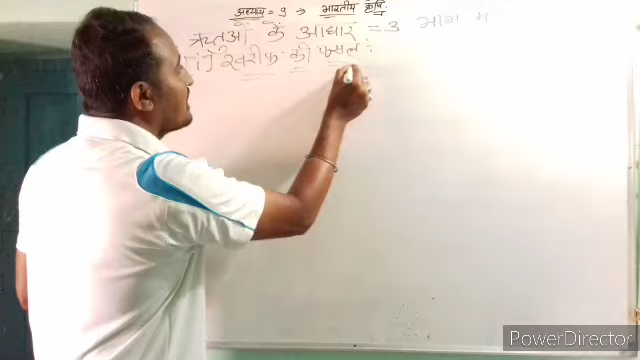 अध्याय = 9 → भारतीय कृषि :
ऋतुओं के आधार = 3 भाग में
[i] खरीफ की फसल :
PowerDirector